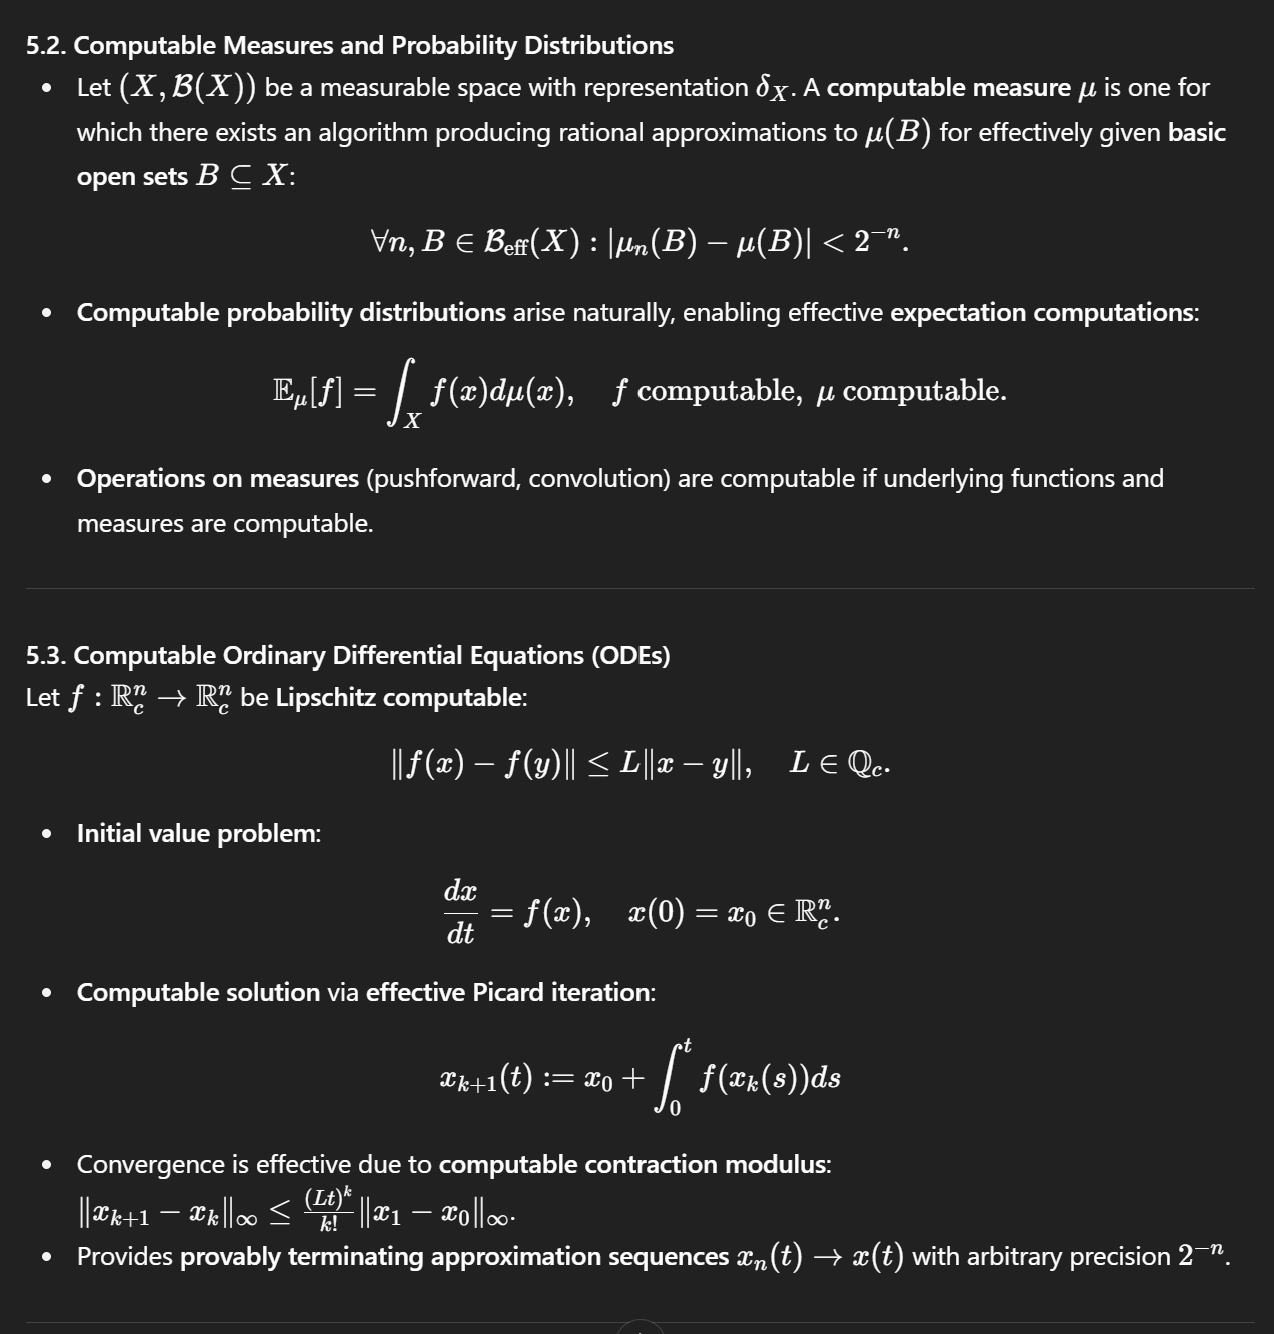 5.2. Computable Measures and Probability Distributions
• Let (X, ℬ(X)) be a measurable space with representation δ_X. A computable measure μ is one for
which there exists an algorithm producing rational approximations to μ(B) for effectively given basic
open sets B ⊆ X:
∀n, B ∈ ℬ_eff(X) : |μ_n(B) − μ(B)| < 2^{−n}.
• Computable probability distributions arise naturally, enabling effective expectation computations:
𝔼_μ[f] = ∫_X f(x)dμ(x), f computable, μ computable.
• Operations on measures (pushforward, convolution) are computable if underlying functions and
measures are computable.
5.3. Computable Ordinary Differential Equations (ODEs)
Let f : ℝ_c^n → ℝ_c^n be Lipschitz computable:
‖f(x) − f(y)‖ ≤ L‖x − y‖, L ∈ ℚ_c.
• Initial value problem:
dx/dt = f(x), x(0) = x_0 ∈ ℝ_c^n.
• Computable solution via effective Picard iteration:
x_{k+1}(t) := x_0 + ∫_0^t f(x_k(s))ds
• Convergence is effective due to computable contraction modulus:
‖x_{k+1} − x_k‖_∞ ≤ (Lt)^k/k! ‖x_1 − x_0‖_∞.
• Provides provably terminating approximation sequences x_n(t) → x(t) with arbitrary precision 2^{−n}.